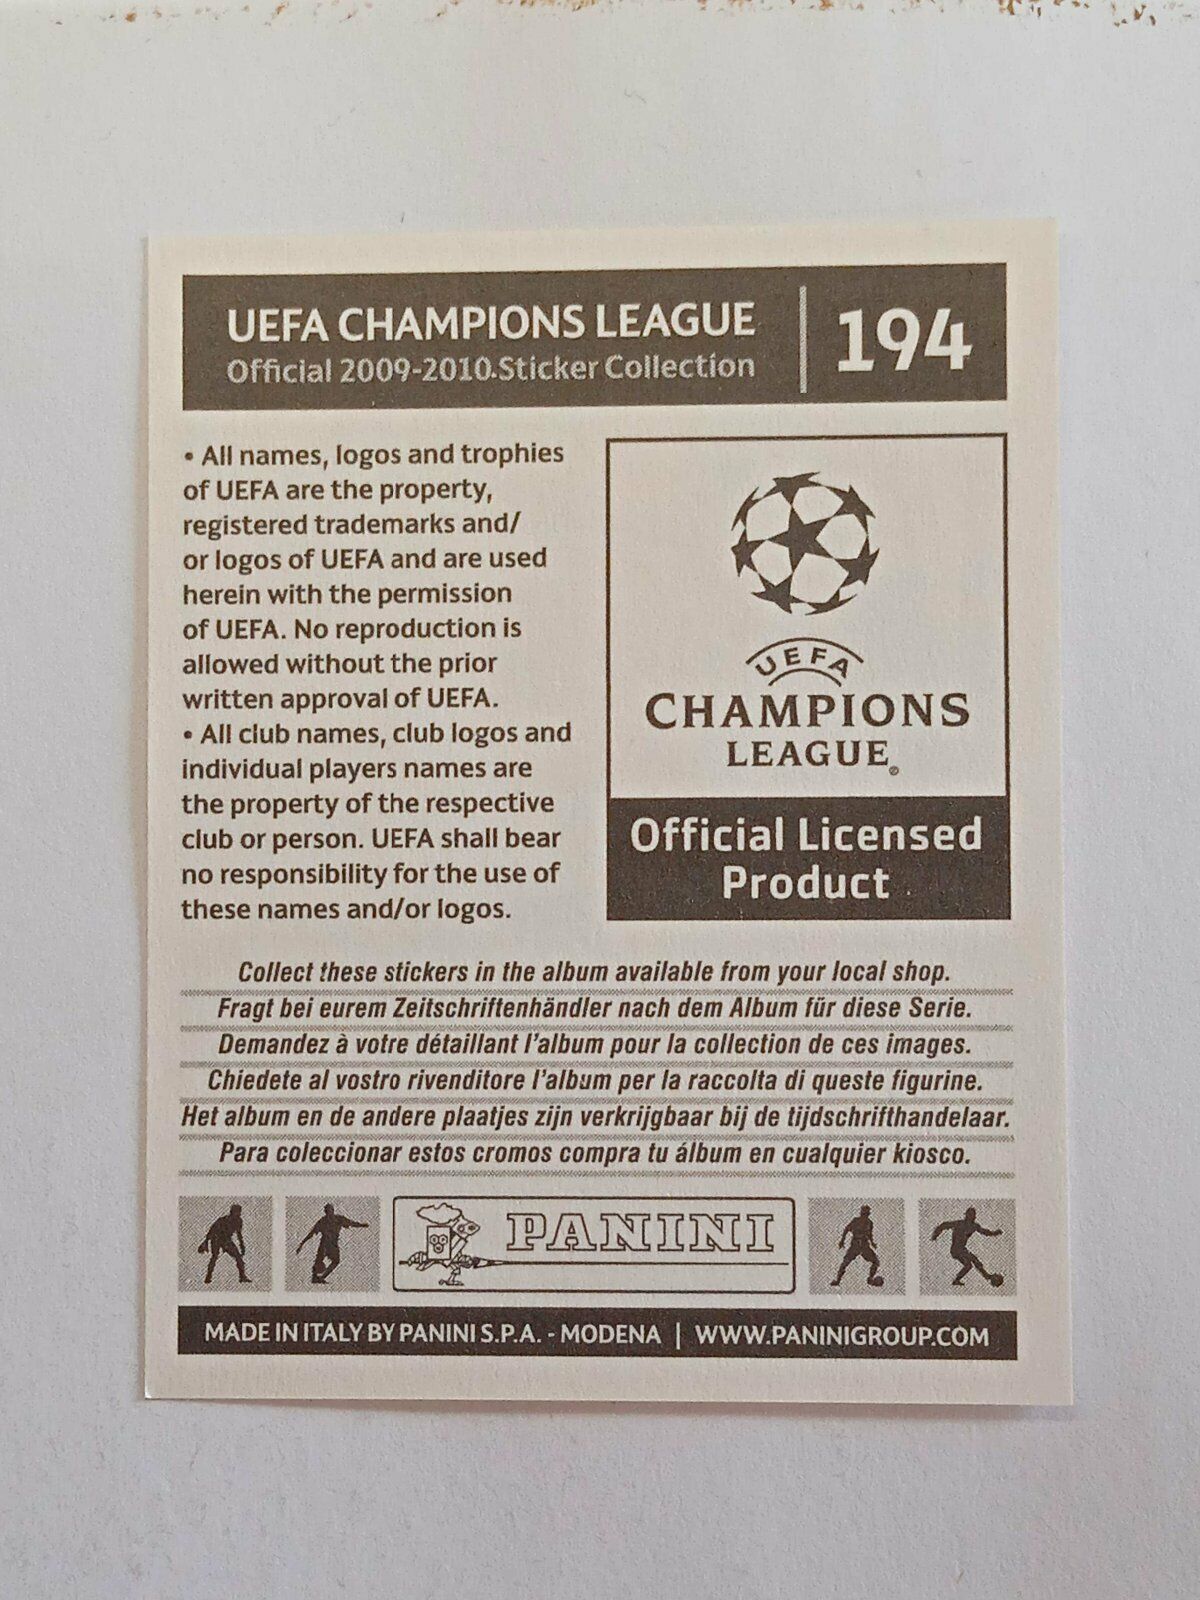 UEFA CHAMPIONS LEAGUE
Official 2009-2010 Sticker Collection
194
• All names, logos and trophies
of UEFA are the property,
registered trademarks and/
or logos of UEFA and are used
herein with the permission
of UEFA. No reproduction is
allowed without the prior
written approval of UEFA.
• All club names, club logos and
individual players names are
the property of the respective
club or person. UEFA shall bear
no responsibility for the use of
these names and/or logos.
UEFA
CHAMPIONS
LEAGUE®
Official Licensed
Product
Collect these stickers in the album available from your local shop.
Fragt bei eurem Zeitschriftenhändler nach dem Album für diese Serie.
Demandez à votre détaillant l'album pour la collection de ces images.
Chiedete al vostro rivenditore l'album per la raccolta di queste figurine.
Het album en de andere plaatjes zijn verkrijgbaar bij de tijdschrifthandelaar.
Para coleccionar estos cromos compra tu álbum en cualquier kiosco.
PANINI
MADE IN ITALY BY PANINI S.P.A. - MODENA | WWW.PANINIGROUP.COM